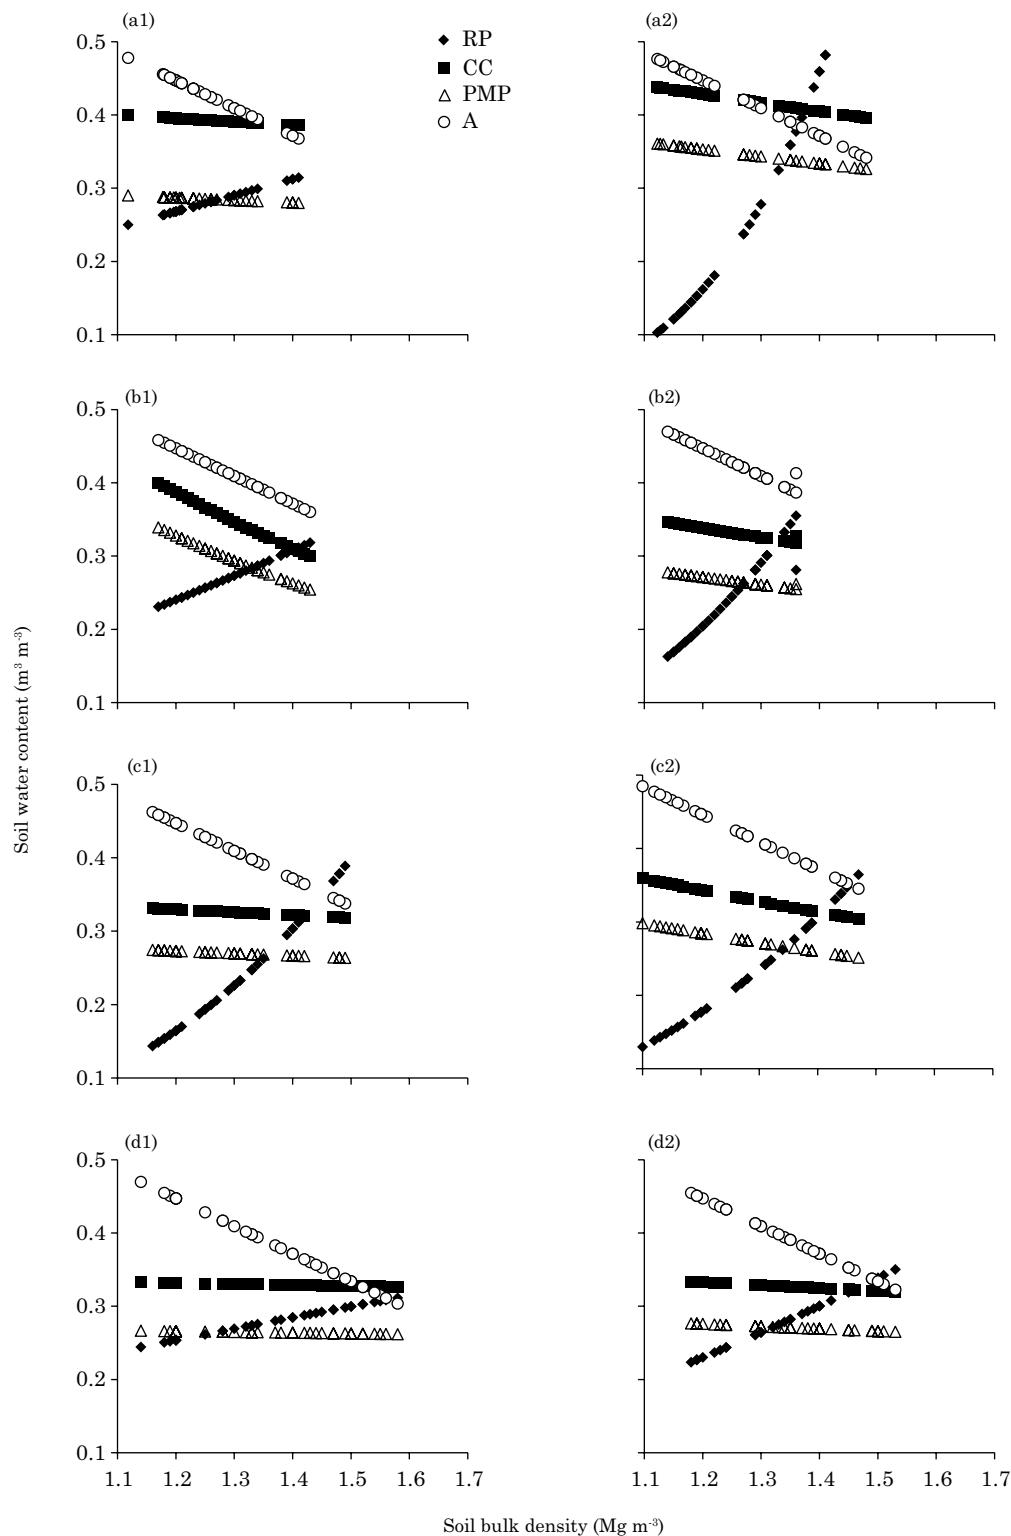 (a1)
(a2)
RP
CC
PMP
A
0.5
0.4
0.3
0.2
0.1
(b1)
(b2)
0.5
0.4
0.3
0.2
0.1
Soil water content (m³ m⁻³)
(c1)
(c2)
0.5
0.4
0.3
0.2
0.1
(d1)
(d2)
0.5
0.4
0.3
0.2
0.1
1.1 1.2 1.3 1.4 1.5 1.6 1.7
1.1 1.2 1.3 1.4 1.5 1.6 1.7
Soil bulk density (Mg m⁻³)